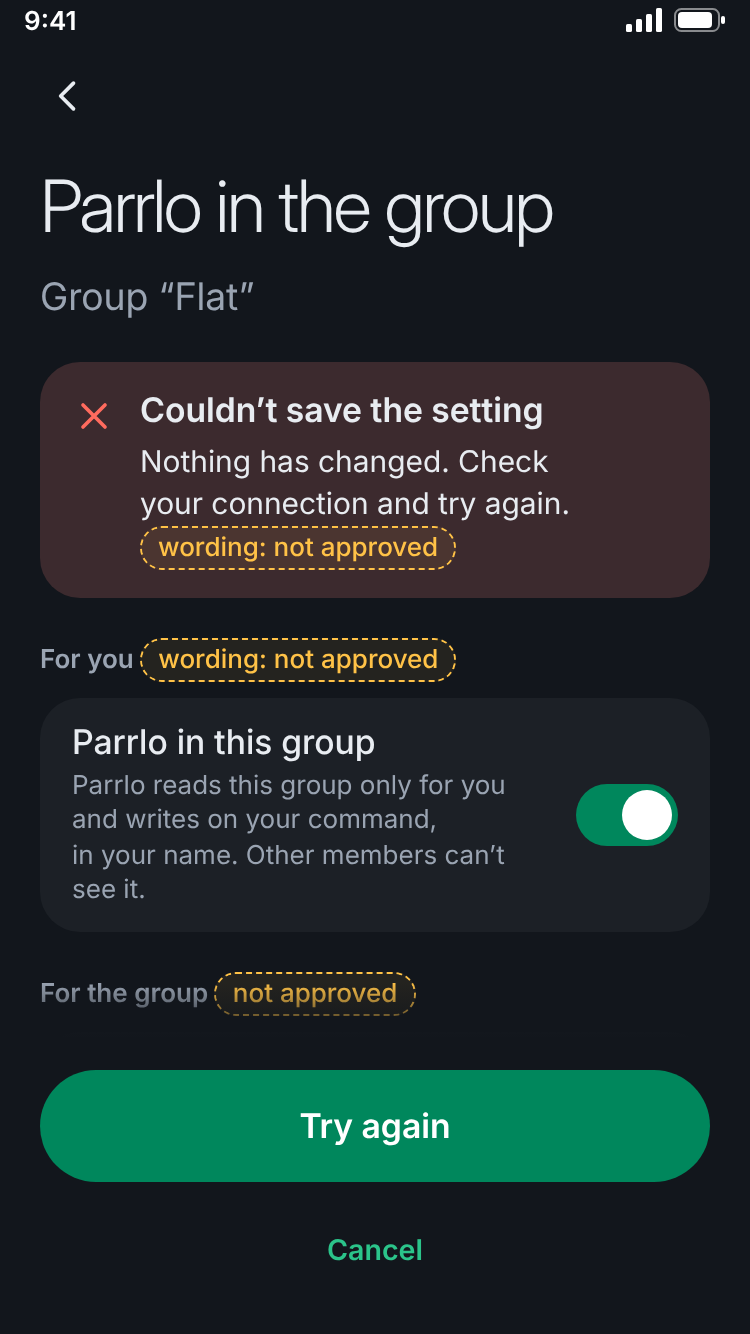 9:41
Parrlo in the group
Group “Flat”
Couldn’t save the setting
Nothing has changed. Check
your connection and try again.
wording: not approved
For you wording: not approved
Parrlo in this group
Parrlo reads this group only for you
and writes on your command,
in your name. Other members can’t
see it.
For the group not approved
Try again
Cancel